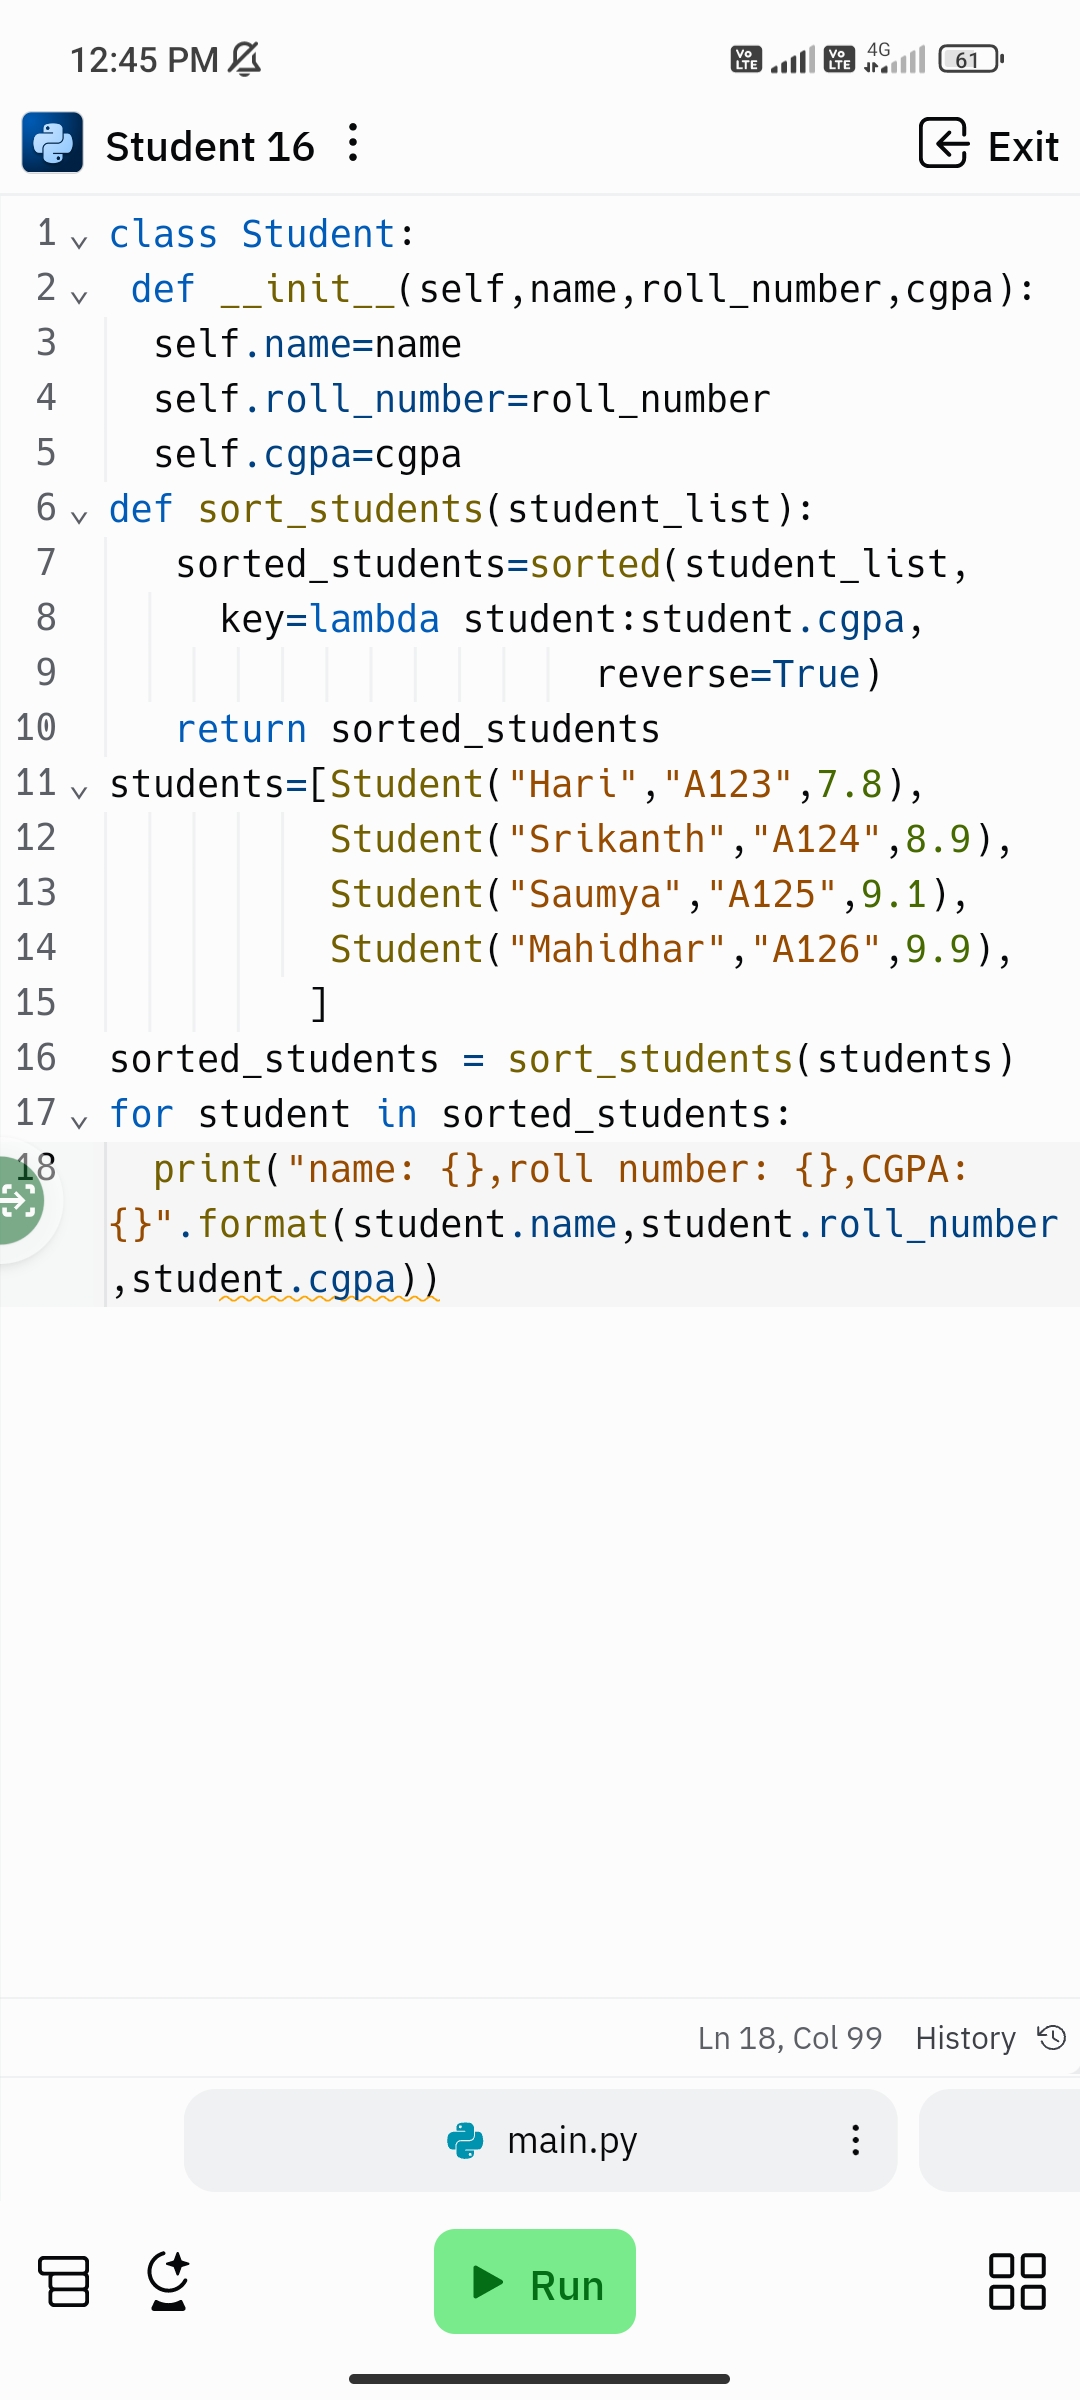 12:45 PM
Vo LTE Vo LTE 4G 61
Student 16
Exit
1 class Student:
2  def __init__(self,name,roll_number,cgpa):
3   self.name=name
4   self.roll_number=roll_number
5   self.cgpa=cgpa
6 def sort_students(student_list):
7    sorted_students=sorted(student_list,
8      key=lambda student:student.cgpa,
9                       reverse=True)
10    return sorted_students
11 students=[Student("Hari","A123",7.8),
12           Student("Srikanth","A124",8.9),
13           Student("Saumya","A125",9.1),
14           Student("Mahidhar","A126",9.9),
15          ]
16 sorted_students = sort_students(students)
17 for student in sorted_students:
18   print("name: {},roll number: {},CGPA:
{}".format(student.name,student.roll_number
,student.cgpa))
Ln 18, Col 99 History
main.py
Run